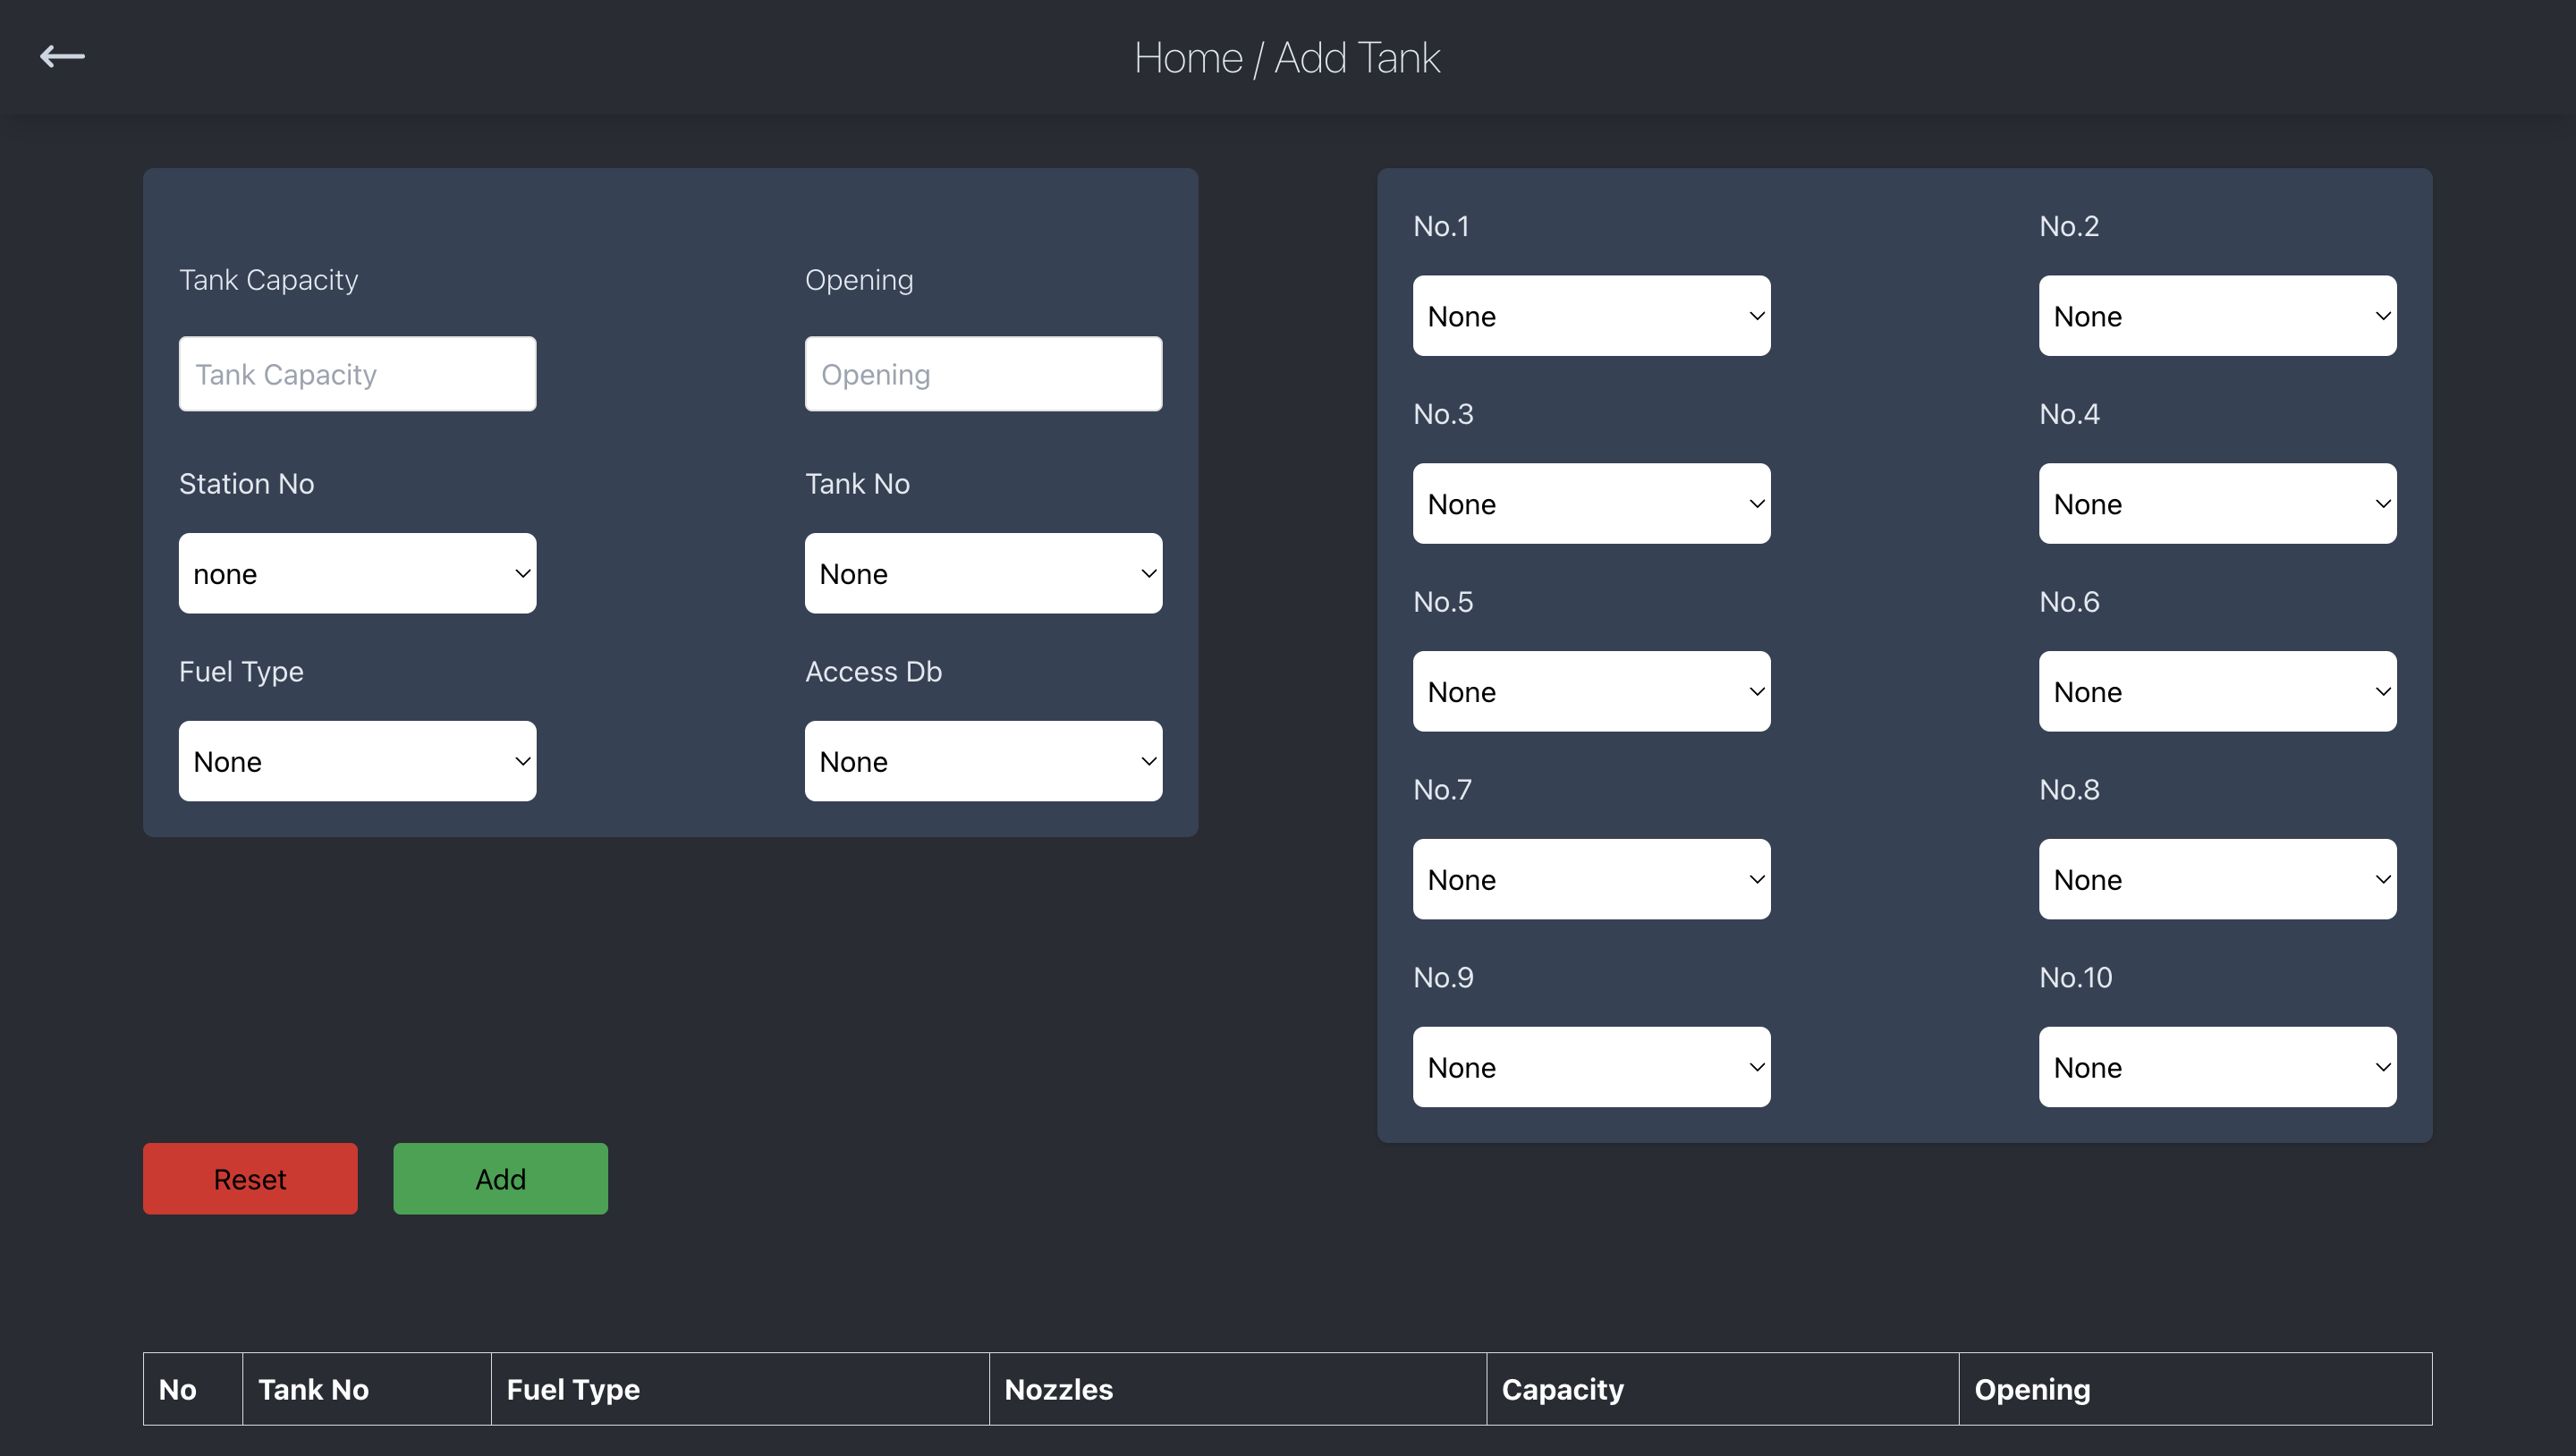 Home / Add Tank
Tank Capacity Opening
Tank Capacity Opening
Station No Tank No
none None
Fuel Type Access Db
None None
No.1 No.2
None None
No.3 No.4
None None
No.5 No.6
None None
No.7 No.8
None None
No.9 No.10
None None
Reset Add
No Tank No Fuel Type Nozzles Capacity Opening